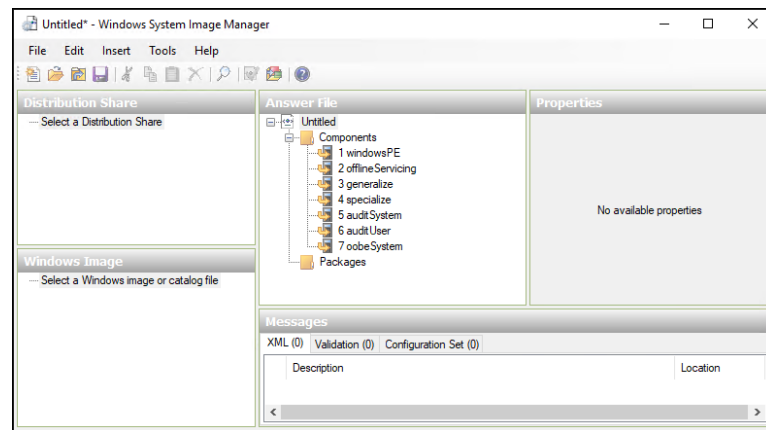 Untitled* - Windows System Image Manager
File Edit Insert Tools Help
Distribution Share
Select a Distribution Share
Windows Image
Select a Windows image or catalog file
Answer File
Untitled
Components
1 windowsPE
2 offlineServicing
3 generalize
4 specialize
5 auditSystem
6 auditUser
7 oobeSystem
Packages
Properties
No available properties
Messages
XML (0) Validation (0) Configuration Set (0)
Description Location